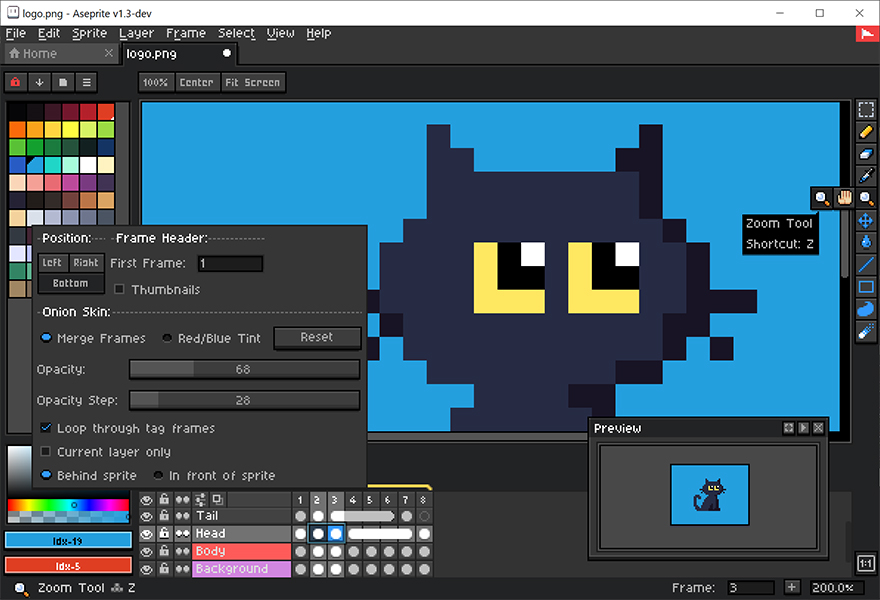 logo.png - Aseprite v1.3-dev
File Edit Sprite Layer Frame Select View Help
Home logo.png
100% Center Fit Screen
Zoom Tool
Shortcut: Z
Position: Frame Header:
Left Right First Frame: 1
Bottom Thumbnails
Onion Skin:
Merge Frames Red/Blue Tint Reset
Opacity: 68
Opacity Step: 28
Loop through tag frames
Current layer only
Behind sprite In front of sprite
Preview
1 2 3 4 5 6 7 8
Tail
Head
Body
Background
Idx-19
Idx-5
1:1
Zoom Tool Z Frame: 3 + 200.0%